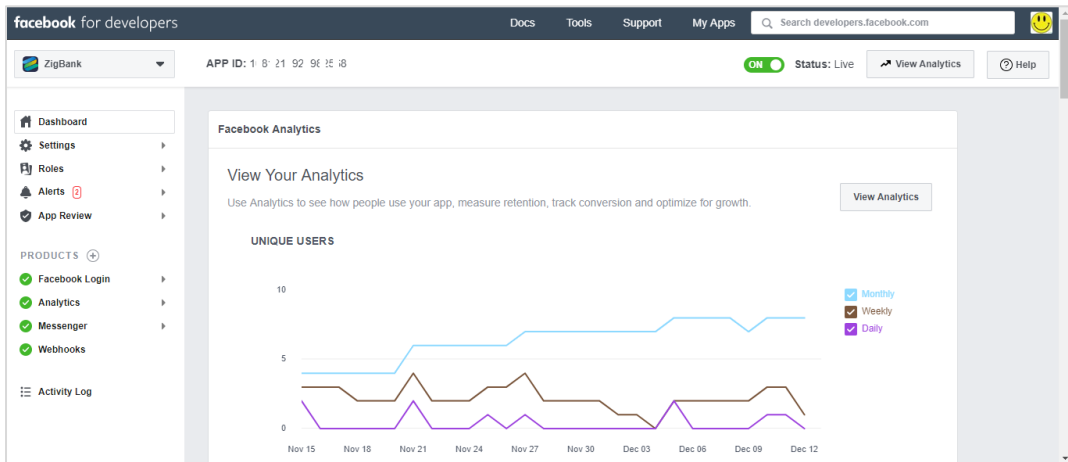 facebook for developers
Docs Tools Support My Apps Search developers.facebook.com
ZigBank
APP ID:
ON Status: Live View Analytics Help
Dashboard
Settings
Roles
Alerts 2
App Review
PRODUCTS
Facebook Login
Analytics
Messenger
Webhooks
Activity Log
Facebook Analytics
View Your Analytics
Use Analytics to see how people use your app, measure retention, track conversion and optimize for growth.
View Analytics
UNIQUE USERS
10
5
0
Nov 15 Nov 18 Nov 21 Nov 24 Nov 27 Nov 30 Dec 03 Dec 06 Dec 09 Dec 12
Monthly
Weekly
Daily